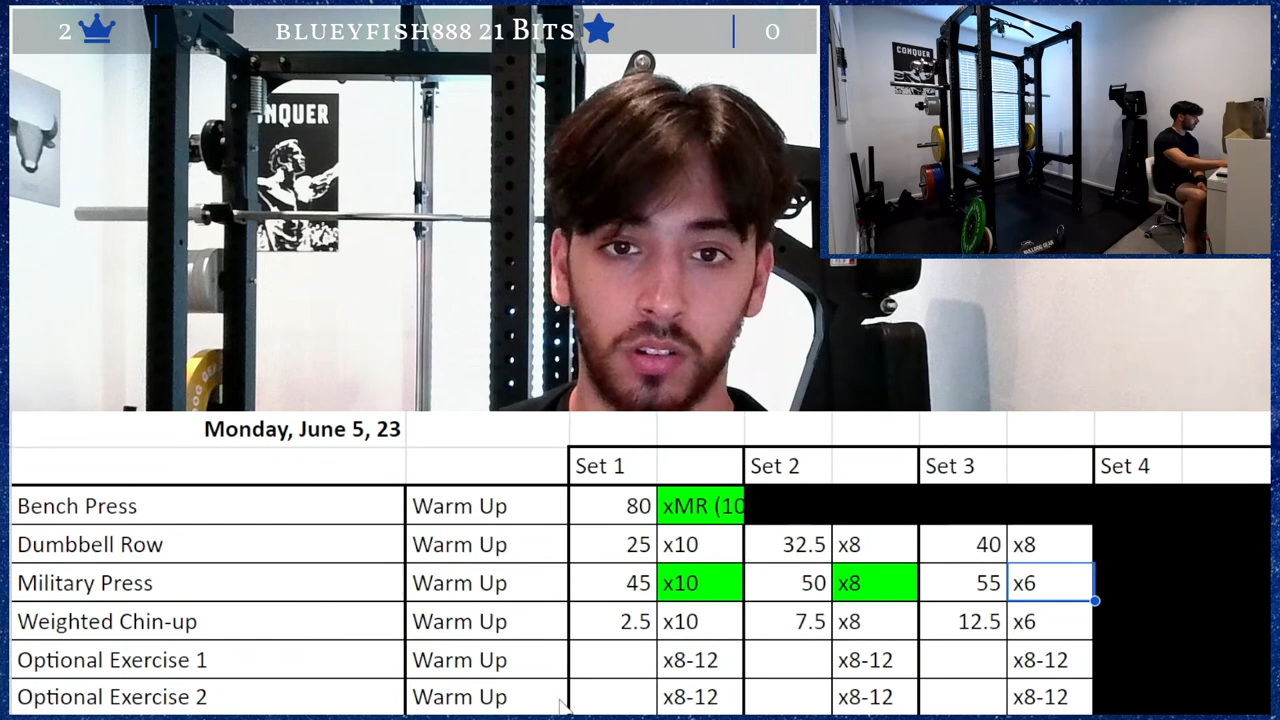 2 BLUEYFISH888 21 BITS 0
CONQUER
NQUER
Monday, June 5, 23
Set 1 Set 2 Set 3 Set 4
Bench Press Warm Up 80 xMR (10
Dumbbell Row Warm Up 25 x10 32.5 x8 40 x8
Military Press Warm Up 45 x10 50 x8 55 x6
Weighted Chin-up Warm Up 2.5 x10 7.5 x8 12.5 x6
Optional Exercise 1 Warm Up x8-12 x8-12 x8-12
Optional Exercise 2 Warm Up x8-12 x8-12 x8-12